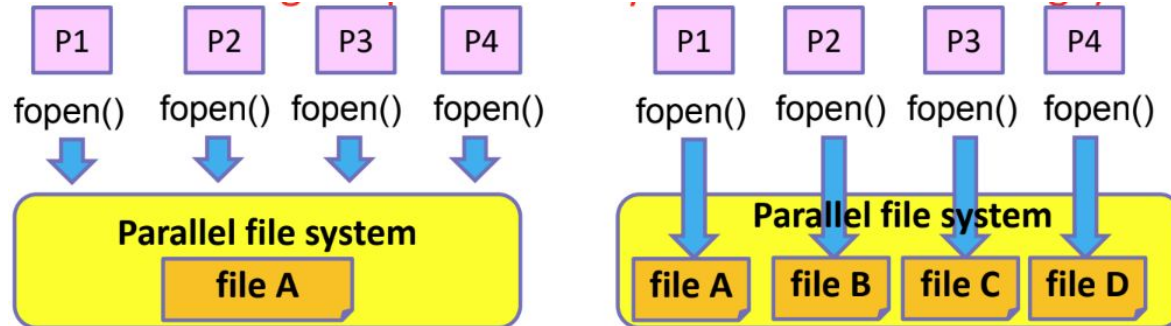 P1 P2 P3 P4
fopen() fopen() fopen() fopen()
Parallel file system
file A
P1 P2 P3 P4
fopen() fopen() fopen() fopen()
Parallel file system
file A file B file C file D